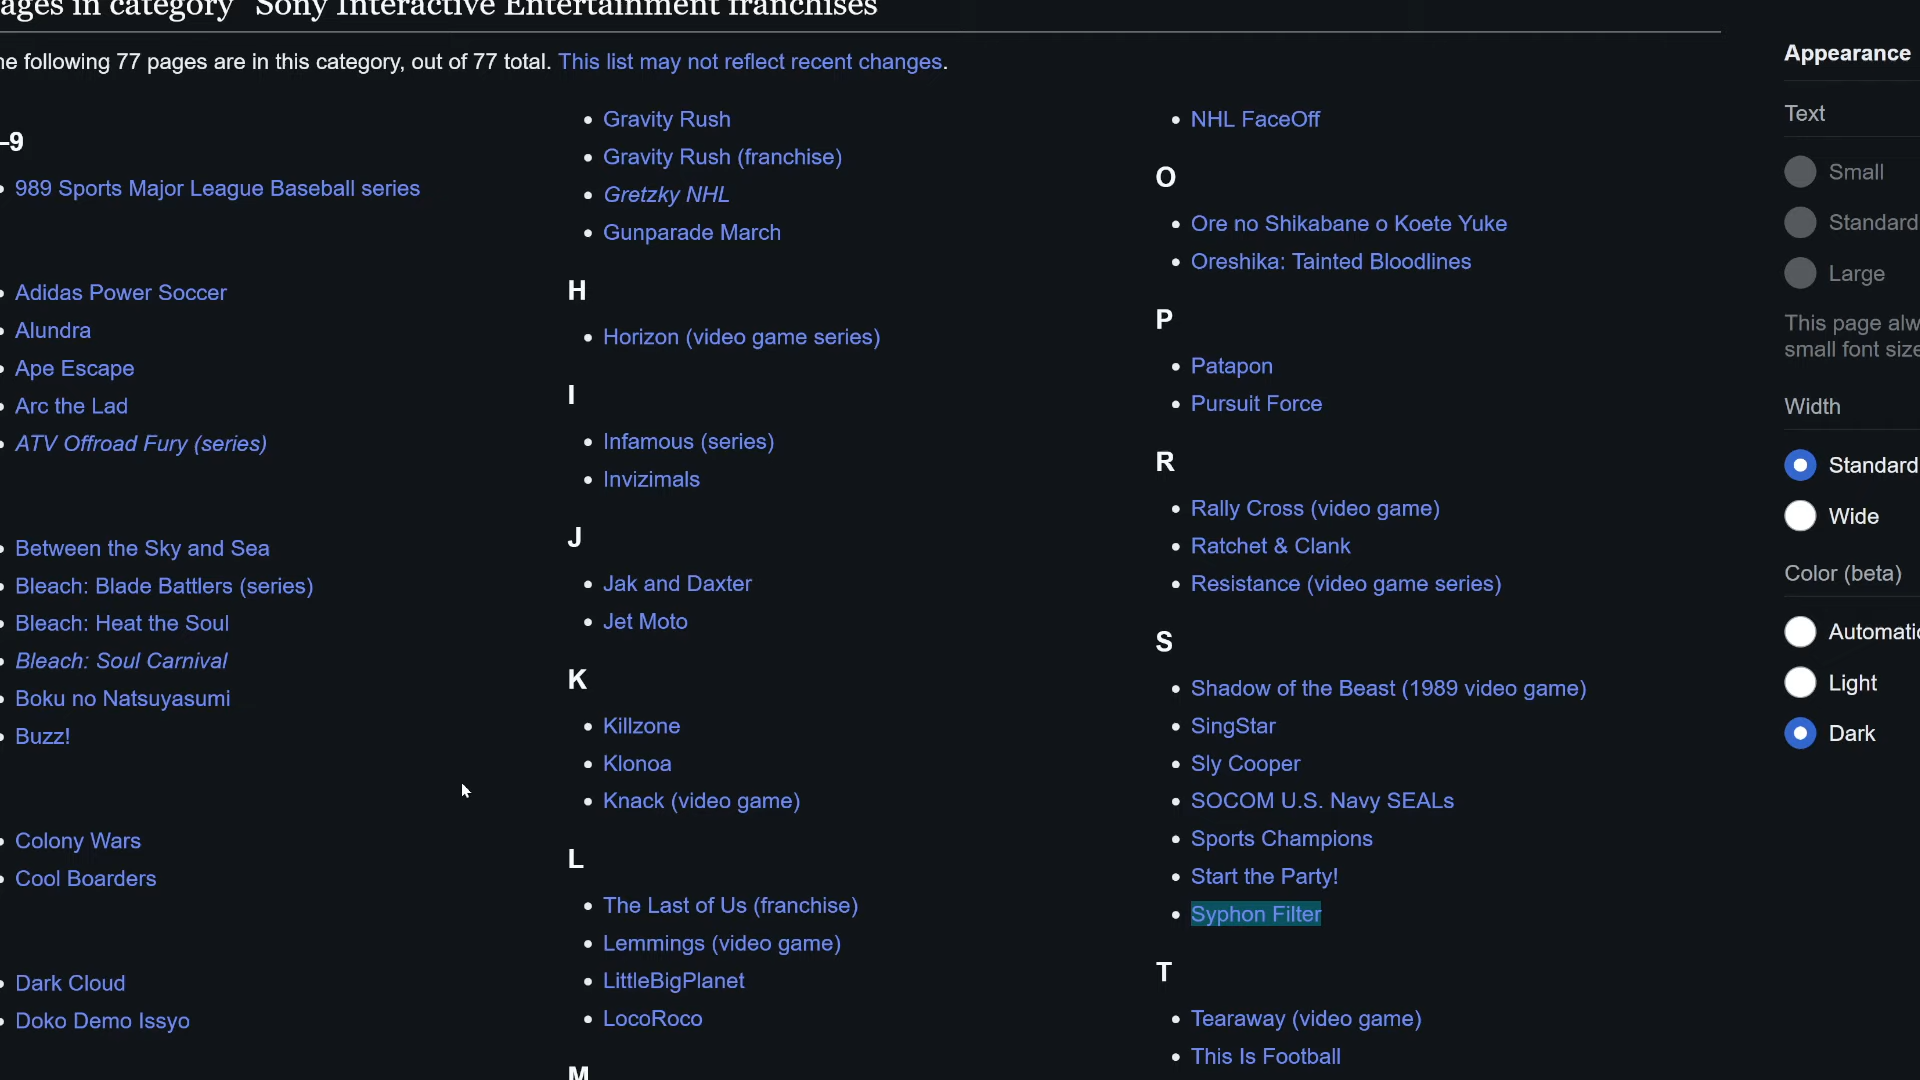 ages in category "Sony Interactive Entertainment franchises
he following 77 pages are in this category, out of 77 total. This list may not reflect recent changes.
–9
989 Sports Major League Baseball series
Adidas Power Soccer
Alundra
Ape Escape
Arc the Lad
ATV Offroad Fury (series)
Between the Sky and Sea
Bleach: Blade Battlers (series)
Bleach: Heat the Soul
Bleach: Soul Carnival
Boku no Natsuyasumi
Buzz!
Colony Wars
Cool Boarders
Dark Cloud
Doko Demo Issyo
Gravity Rush
Gravity Rush (franchise)
Gretzky NHL
Gunparade March
H
Horizon (video game series)
I
Infamous (series)
Invizimals
J
Jak and Daxter
Jet Moto
K
Killzone
Klonoa
Knack (video game)
L
The Last of Us (franchise)
Lemmings (video game)
LittleBigPlanet
LocoRoco
M
NHL FaceOff
O
Ore no Shikabane o Koete Yuke
Oreshika: Tainted Bloodlines
P
Patapon
Pursuit Force
R
Rally Cross (video game)
Ratchet & Clank
Resistance (video game series)
S
Shadow of the Beast (1989 video game)
SingStar
Sly Cooper
SOCOM U.S. Navy SEALs
Sports Champions
Start the Party!
Syphon Filter
T
Tearaway (video game)
This Is Football
Appearance
Text
Small
Standard
Large
This page alw
small font size
Width
Standard
Wide
Color (beta)
Automatic
Light
Dark